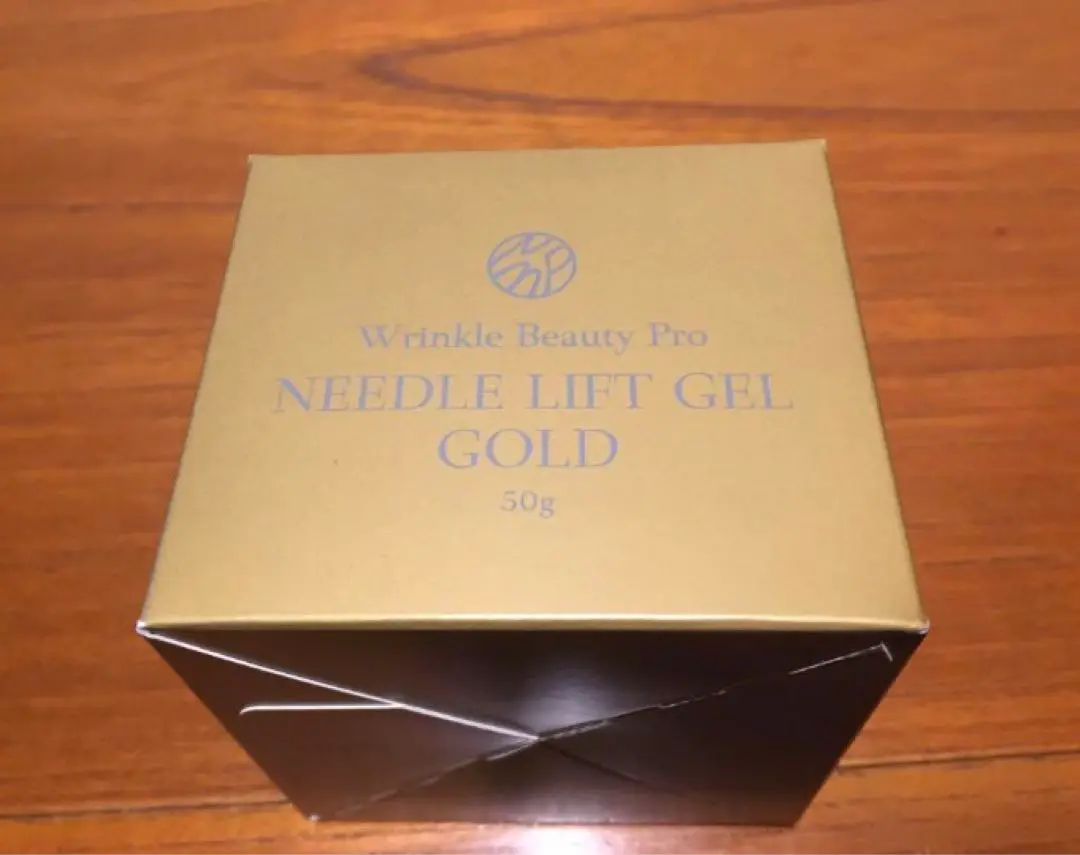 Wrinkle Beauty Pro
NEEDLE LIFT GEL
GOLD
50g